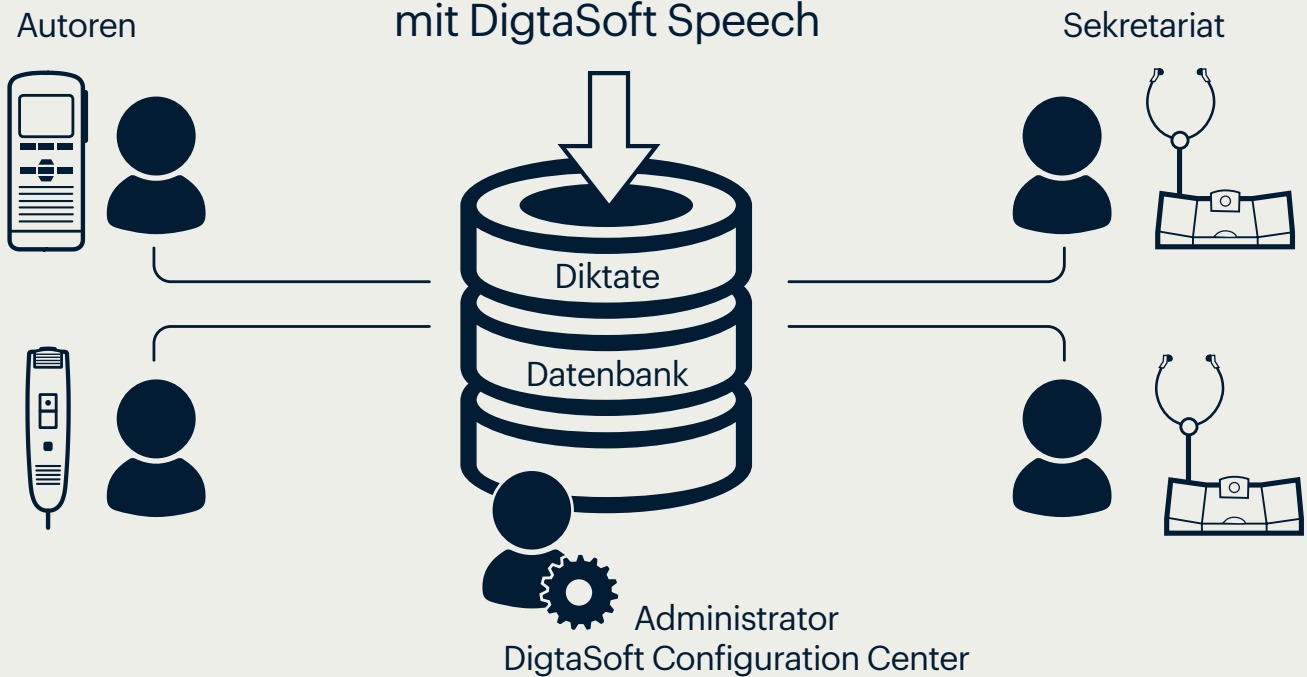 mit DigtaSoft Speech
Autoren
Sekretariat
Diktate
Datenbank
Administrator
DigtaSoft Configuration Center